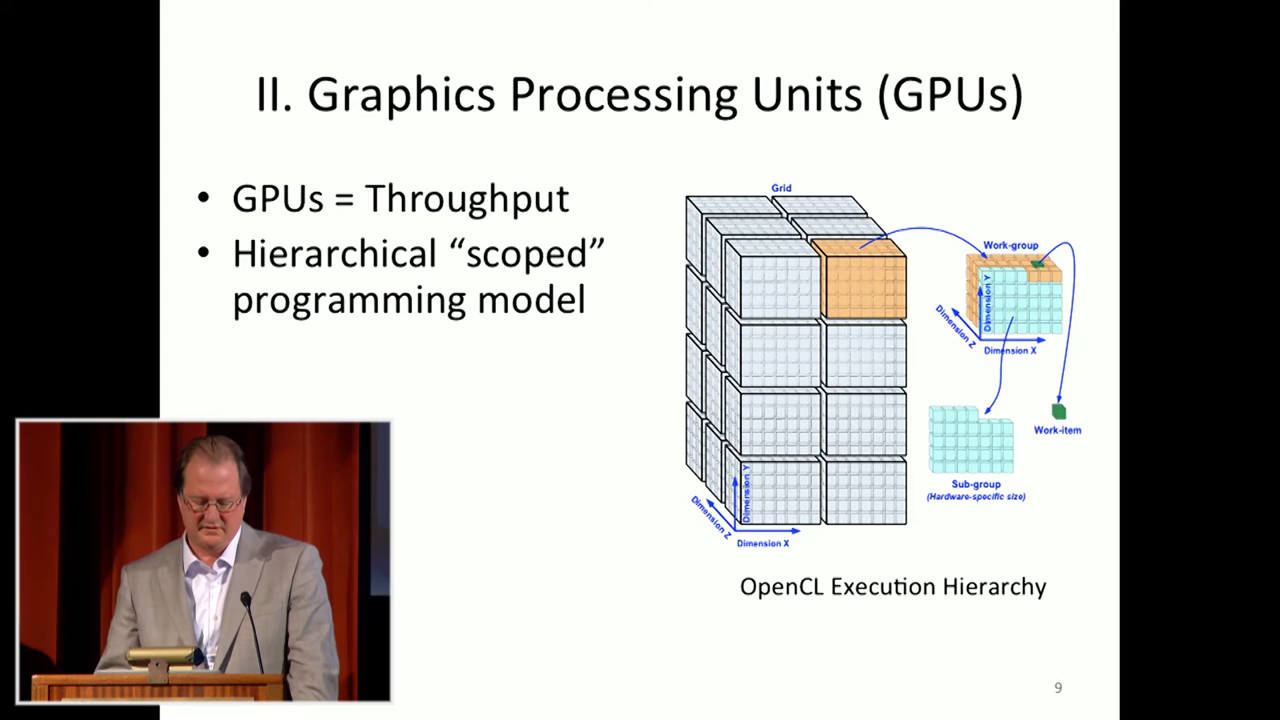 II. Graphics Processing Units (GPUs)
• GPUs = Throughput
• Hierarchical “scoped”
programming model
Grid
Work-group
Dimension Y
Dimension Z
Dimension X
Work-item
Sub-group
(Hardware-specific size)
Dimension Y
Dimension Z
Dimension X
OpenCL Execution Hierarchy
9